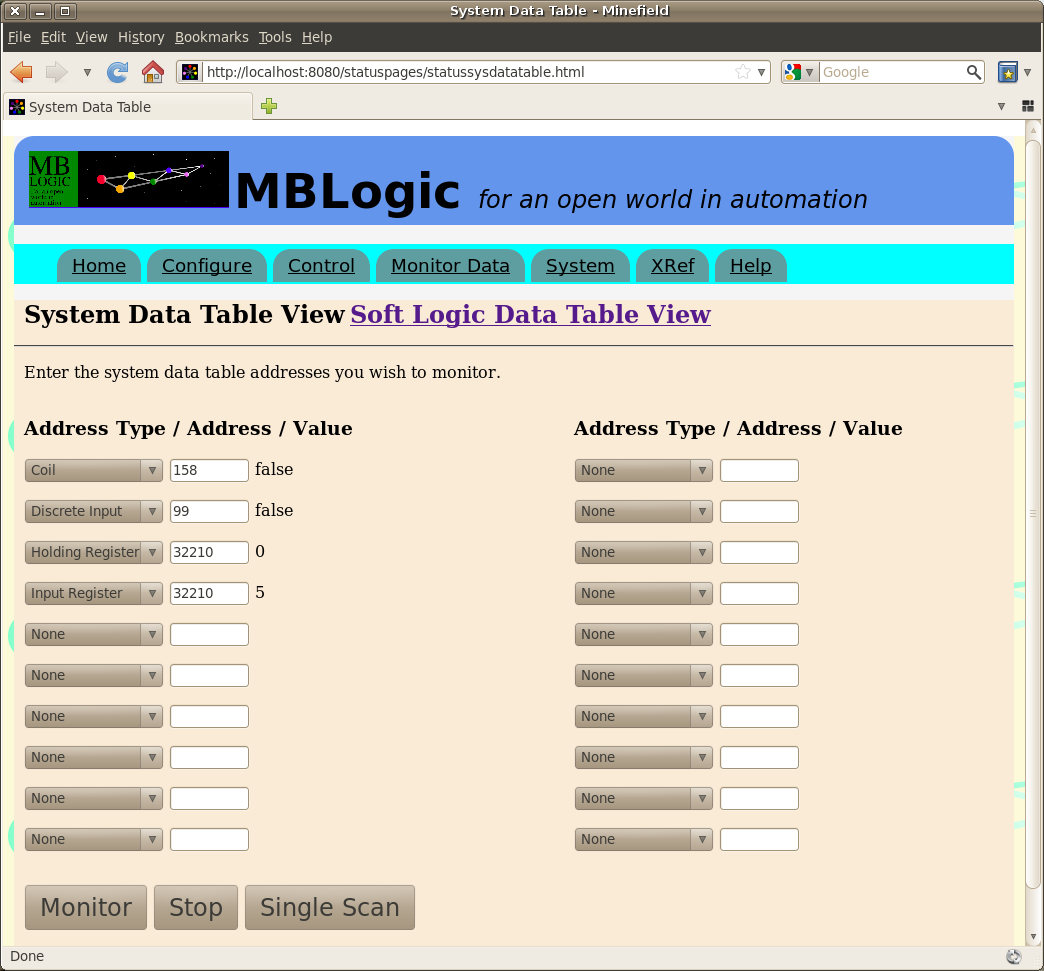 System Data Table - Minefield
File Edit View History Bookmarks Tools Help
http://localhost:8080/statuspages/statussysdatatable.html Google
System Data Table
MB
LOGIC
MBLogic for an open world in automation
Home Configure Control Monitor Data System XRef Help
System Data Table View Soft Logic Data Table View
Enter the system data table addresses you wish to monitor.
Address Type / Address / Value Address Type / Address / Value
Coil 158 false None
Discrete Input 99 false None
Holding Register 32210 0 None
Input Register 32210 5 None
None None
None None
None None
None None
None None
None None
Monitor Stop Single Scan
Done